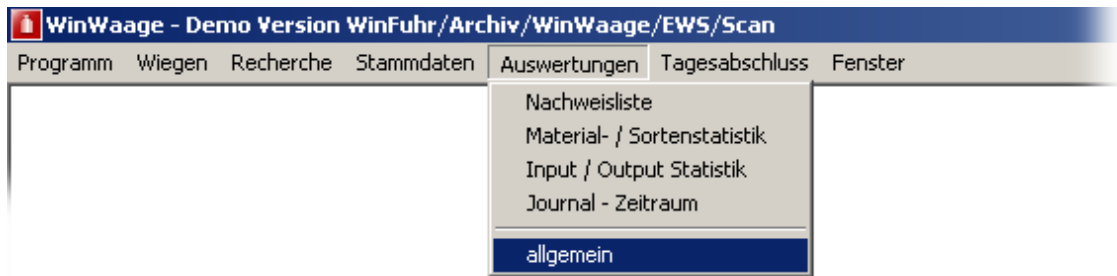 WinWaage - Demo Version WinFuhr/Archiv/WinWaage/EWS/Scan
Programm Wiegen Recherche Stammdaten Auswertungen Tagesabschluss Fenster
Nachweisliste
Material- / Sortenstatistik
Input / Output Statistik
Journal - Zeitraum
allgemein